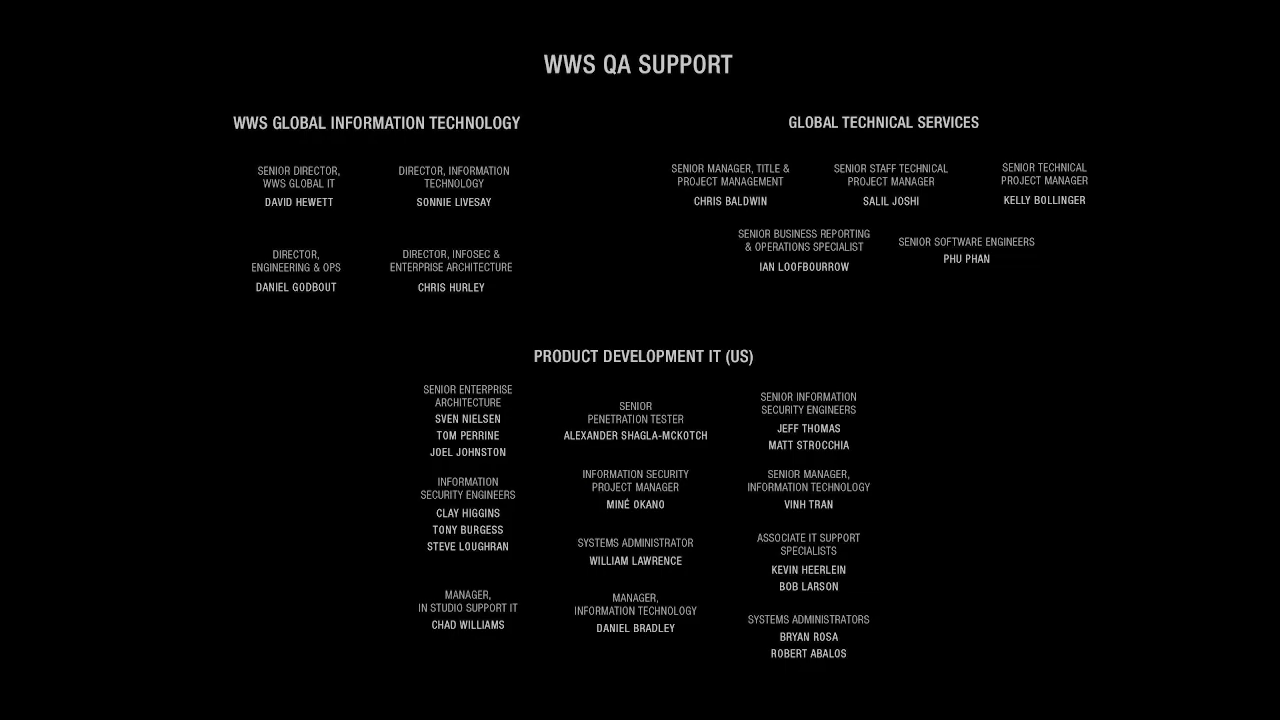 WWS QA SUPPORT
WWS GLOBAL INFORMATION TECHNOLOGY
SENIOR DIRECTOR,
WWS GLOBAL IT
DAVID HEWETT
DIRECTOR, INFORMATION
TECHNOLOGY
SONNIE LIVESAY
DIRECTOR,
ENGINEERING & OPS
DANIEL GODBOUT
DIRECTOR, INFOSEC &
ENTERPRISE ARCHITECTURE
CHRIS HURLEY
GLOBAL TECHNICAL SERVICES
SENIOR MANAGER, TITLE &
PROJECT MANAGEMENT
CHRIS BALDWIN
SENIOR STAFF TECHNICAL
PROJECT MANAGER
SALIL JOSHI
SENIOR TECHNICAL
PROJECT MANAGER
KELLY BOLLINGER
SENIOR BUSINESS REPORTING
& OPERATIONS SPECIALIST
IAN LOOFBOURROW
SENIOR SOFTWARE ENGINEERS
PHU PHAN
PRODUCT DEVELOPMENT IT (US)
SENIOR ENTERPRISE
ARCHITECTURE
SVEN NIELSEN
TOM PERRINE
JOEL JOHNSTON
INFORMATION
SECURITY ENGINEERS
CLAY HIGGINS
TONY BURGESS
STEVE LOUGHRAN
MANAGER,
IN STUDIO SUPPORT IT
CHAD WILLIAMS
SENIOR
PENETRATION TESTER
ALEXANDER SHAGLA-MCKOTCH
INFORMATION SECURITY
PROJECT MANAGER
MINÉ OKANO
SYSTEMS ADMINISTRATOR
WILLIAM LAWRENCE
MANAGER,
INFORMATION TECHNOLOGY
DANIEL BRADLEY
SENIOR INFORMATION
SECURITY ENGINEERS
JEFF THOMAS
MATT STROCCHIA
SENIOR MANAGER,
INFORMATION TECHNOLOGY
VINH TRAN
ASSOCIATE IT SUPPORT
SPECIALISTS
KEVIN HEERLEIN
BOB LARSON
SYSTEMS ADMINISTRATORS
BRYAN ROSA
ROBERT ABALOS